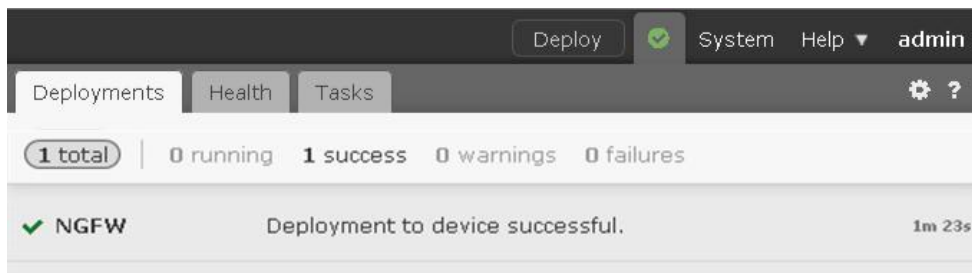 Deploy System Help ▼ admin
Deployments Health Tasks ?
1 total 0 running 1 success 0 warnings 0 failures
NGFW Deployment to device successful. 1m 23s